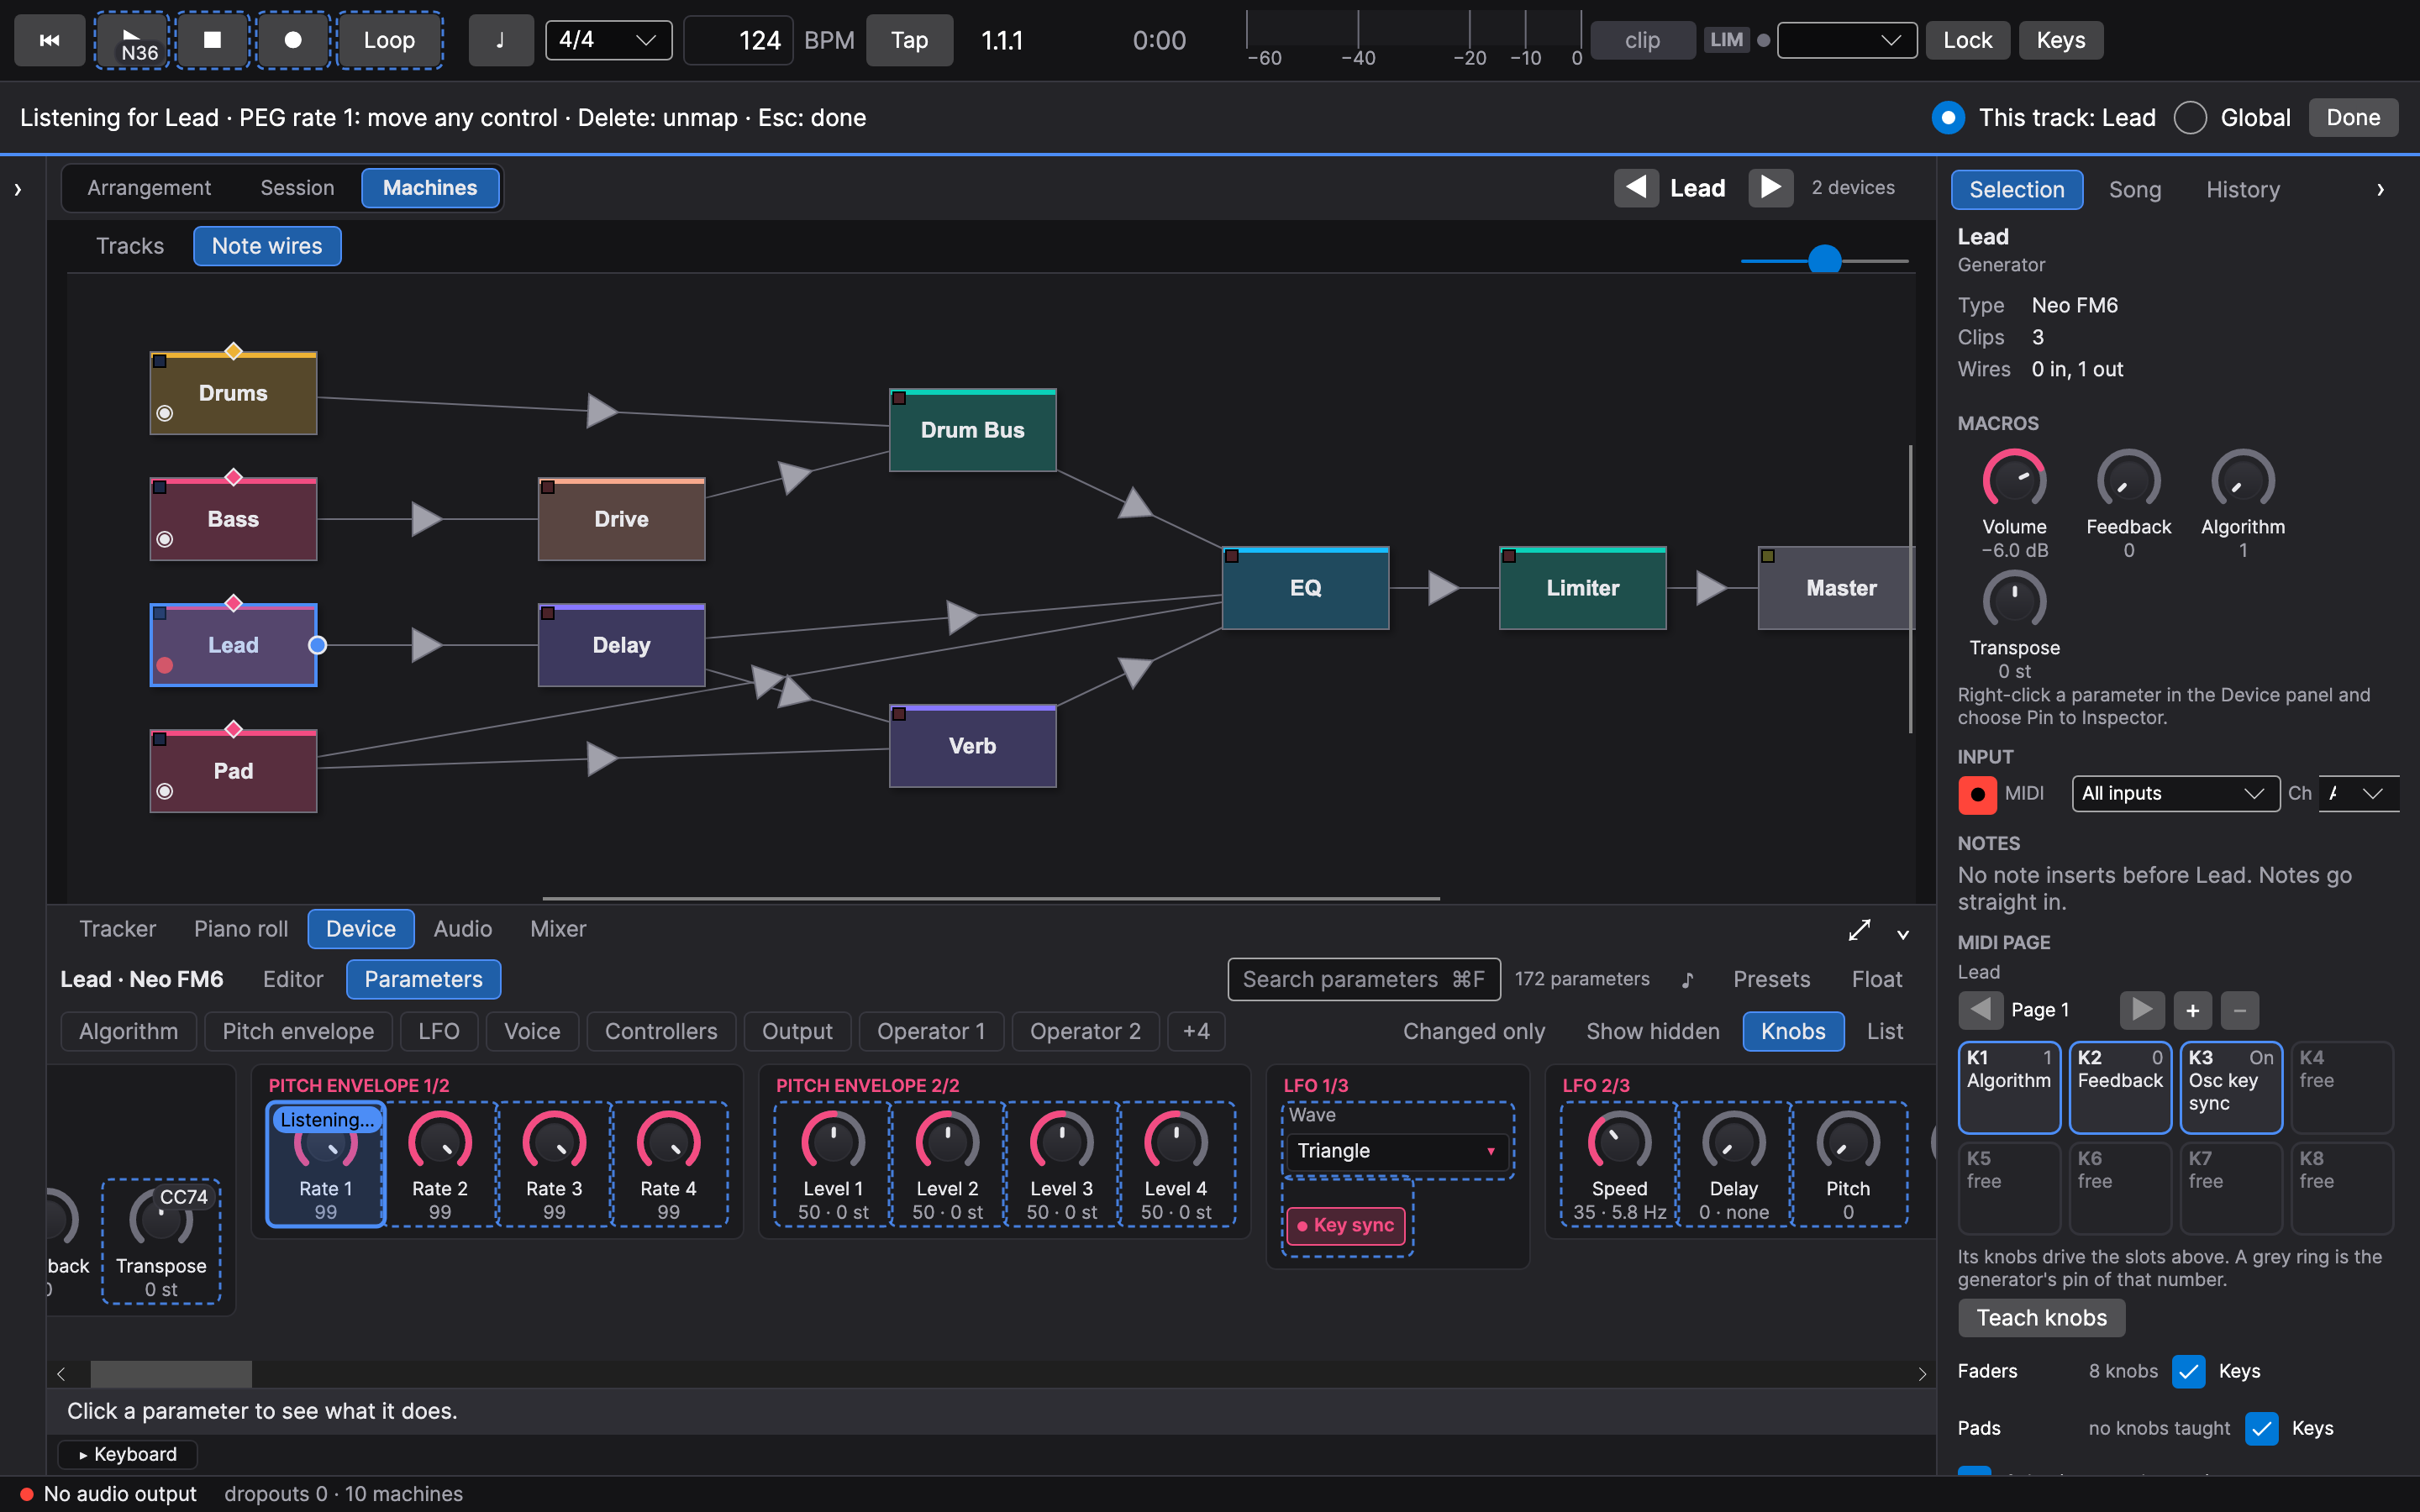 N36
Loop
4/4
124 BPM
Tap
1.1.1
0:00
−60 −40 −20 −10 0
clip
LIM
Lock
Keys
Listening for Lead · PEG rate 1: move any control · Delete: unmap · Esc: done
This track: Lead
Global
Done
Arrangement
Session
Machines
Lead
2 devices
Tracks
Note wires
Drums
Bass
Lead
Pad
Drive
Delay
Drum Bus
Verb
EQ
Limiter
Master
Tracker
Piano roll
Device
Audio
Mixer
Lead · Neo FM6
Editor
Parameters
Search parameters ⌘F
172 parameters
Presets
Float
Algorithm
Pitch envelope
LFO
Voice
Controllers
Output
Operator 1
Operator 2
+4
Changed only
Show hidden
Knobs
List
back
CC74
Transpose
0 st
PITCH ENVELOPE 1/2
Listening...
Rate 1
99
Rate 2
99
Rate 3
99
Rate 4
99
PITCH ENVELOPE 2/2
Level 1
50 · 0 st
Level 2
50 · 0 st
Level 3
50 · 0 st
Level 4
50 · 0 st
LFO 1/3
Wave
Triangle
Key sync
LFO 2/3
Speed
35 · 5.8 Hz
Delay
0 · none
Pitch
0
Click a parameter to see what it does.
Keyboard
No audio output
dropouts 0 · 10 machines
Selection
Song
History
Lead
Generator
Type Neo FM6
Clips 3
Wires 0 in, 1 out
MACROS
Volume
−6.0 dB
Feedback
0
Algorithm
1
Transpose
0 st
Right-click a parameter in the Device panel and
choose Pin to Inspector.
INPUT
MIDI
All inputs
Ch
NOTES
No note inserts before Lead. Notes go
straight in.
MIDI PAGE
Lead
Page 1
+
−
K1 1
Algorithm
K2 0
Feedback
K3 On
Osc key
sync
K4
free
K5
free
K6
free
K7
free
K8
free
Its knobs drive the slots above. A grey ring is the
generator's pin of that number.
Teach knobs
Faders 8 knobs Keys
Pads no knobs taught Keys